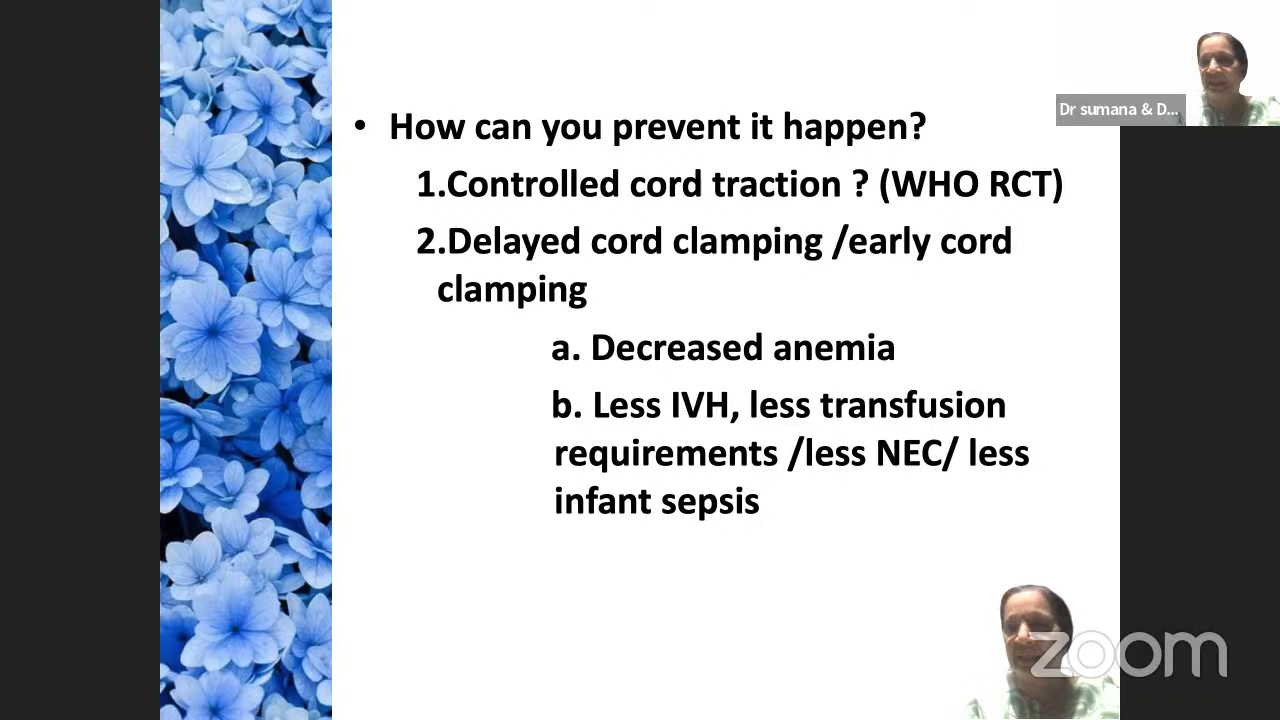 Dr sumana & D...
• How can you prevent it happen?
1.Controlled cord traction ? (WHO RCT)
2.Delayed cord clamping /early cord
clamping
a. Decreased anemia
b. Less IVH, less transfusion
requirements /less NEC/ less
infant sepsis
zoom